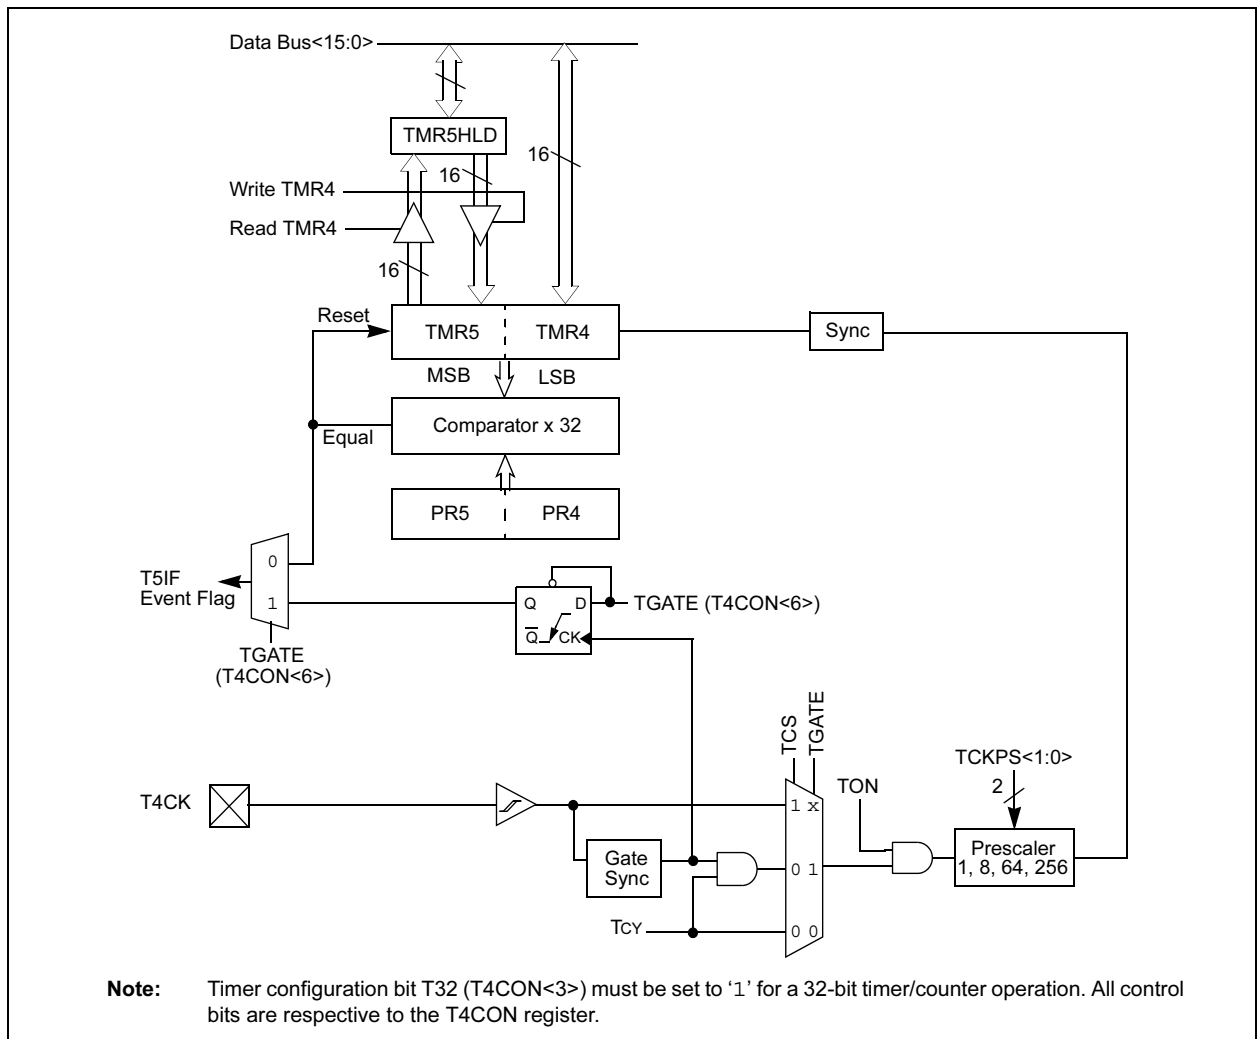 Data Bus<15:0>
TMR5HLD
16
16
Write TMR4
Read TMR4
16
Reset
TMR5
TMR4
Sync
MSB
LSB
Equal
Comparator x 32
PR5
PR4
0
1
T5IF
Event Flag
TGATE
(T4CON<6>)
Q
D
Q
CK
TGATE (T4CON<6>)
TCS
TGATE
T4CK
1 x
0 1
0 0
Gate
Sync
TCY
TON
TCKPS<1:0>
2
Prescaler
1, 8, 64, 256
Note: Timer configuration bit T32 (T4CON<3>) must be set to ‘1’ for a 32-bit timer/counter operation. All control
bits are respective to the T4CON register.